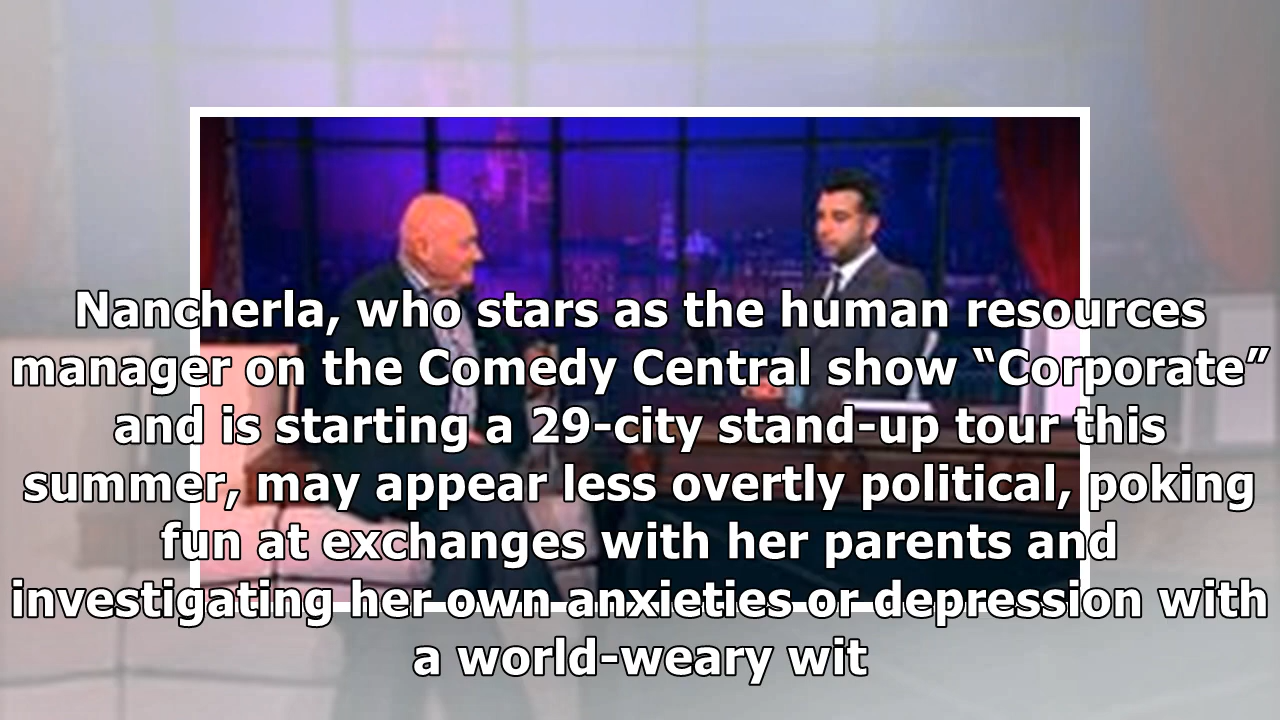 Nancherla, who stars as the human resources
manager on the Comedy Central show “Corporate”
and is starting a 29-city stand-up tour this
summer, may appear less overtly political, poking
fun at exchanges with her parents and
investigating her own anxieties or depression with
a world-weary wit